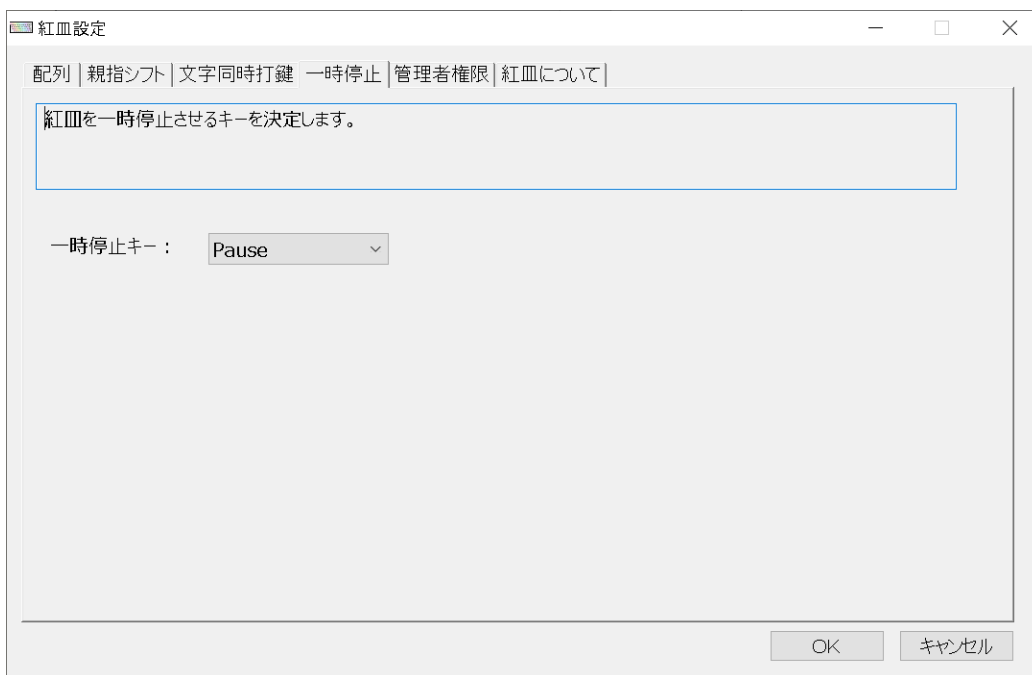 紅皿設定
配列 親指シフト 文字同時打鍵 一時停止 管理者権限 紅皿について
紅皿を一時停止させるキーを決定します。
一時停止キー： Pause
OK キャンセル